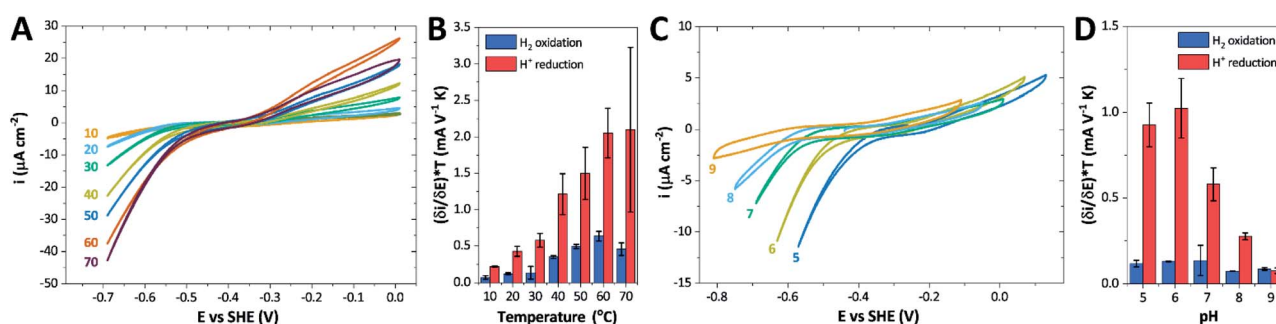 A
30
20
10
0
-10
-20
-30
-40
50
i (µA cm⁻²)
10
20
30
40
50
60
70
-0.7 -0.6 -0.5 -0.4 -0.3 -0.2 -0.1 0.0
E vs SHE (V)
B
H₂ oxidation
H⁺ reduction
3.5
3.0
2.5
2.0
1.5
1.0
0.5
0.0
(δi/δE)*T (mA V⁻¹ K)
10 20 30 40 50 60 70
Temperature (°C)
C
10
5
0
-5
-10
-15
i (µA cm⁻²)
9
8
7
6
5
-0.8 -0.6 -0.4 -0.2 0.0
E vs SHE (V)
D
H₂ oxidation
H⁺ reduction
1.5
1.0
0.5
0.0
(δi/δE)*T (mA V⁻¹ K)
5 6 7 8 9
pH